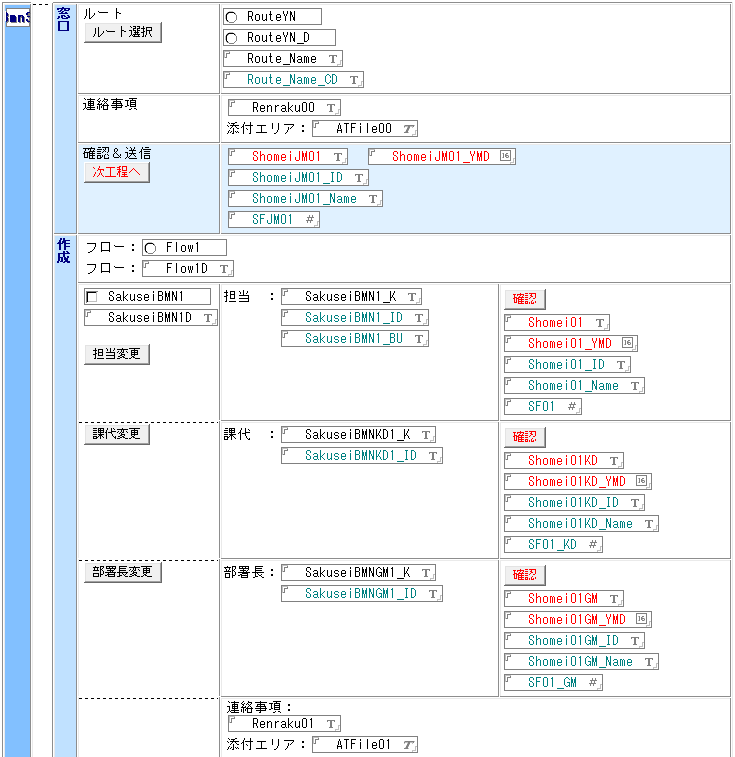 窓口
ルート
ルート選択
RouteYN
RouteYN_D
Route_Name T
Route_Name_CD T
連絡事項
Renraku00 T
添付エリア： ATFile00 T
確認＆送信
次工程へ
ShomeiJM01 T ShomeiJM01_YMD 16
ShomeiJM01_ID T
ShomeiJM01_Name T
SFJM01 #
作成
フロー： Flow1
フロー： Flow1D T
SakuseiBMN1
SakuseiBMN1D T
担当変更
担当 ： SakuseiBMN1_K T
SakuseiBMN1_ID T
SakuseiBMN1_BU T
確認
Shomei01 T
Shomei01_YMD 16
Shomei01_ID T
Shomei01_Name T
SF01 #
課代変更
課代 ： SakuseiBMNKD1_K T
SakuseiBMNKD1_ID T
確認
Shomei01KD T
Shomei01KD_YMD 16
Shomei01KD_ID T
Shomei01KD_Name T
SF01_KD #
部署長変更
部署長： SakuseiBMNGM1_K T
SakuseiBMNGM1_ID T
確認
Shomei01GM T
Shomei01GM_YMD 16
Shomei01GM_ID T
Shomei01GM_Name T
SF01_GM #
連絡事項：
Renraku01 T
添付エリア： ATFile01 T